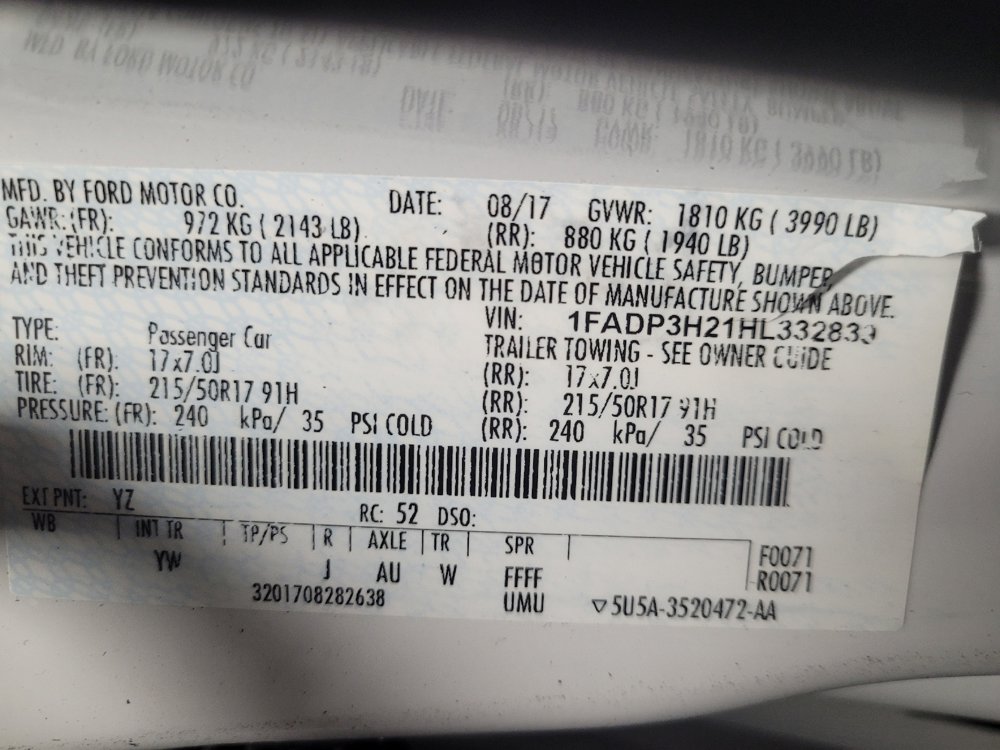 MFD. BY FORD MOTOR CO. DATE: 08/17 GVWR: 1810 KG ( 3990 LB)
GAWR: (FR): 972 KG ( 2143 LB) (RR): 880 KG ( 1940 LB)
THIS VEHICLE CONFORMS TO ALL APPLICABLE FEDERAL MOTOR VEHICLE SAFETY, BUMPER,
AND THEFT PREVENTION STANDARDS IN EFFECT ON THE DATE OF MANUFACTURE SHOWN ABOVE.
VIN: 1FADP3H21HL332839
TYPE: Passenger Car TRAILER TOWING - SEE OWNER GUIDE
RIM: (FR): 17x7.0J (RR): 17x7.0J
TIRE: (FR): 215/50R17 91H (RR): 215/50R17 91H
PRESSURE: (FR): 240 kPa/ 35 PSI COLD (RR): 240 kPa/ 35 PSI COLD
EXT PNT: YZ RC: 52 DSO:
WB | INT TR | TP/PS | R | AXLE | TR | SPR | F0071
YW J AU W FFFF R0071
3201708282638 UMU ▽5U5A-3520472-AA